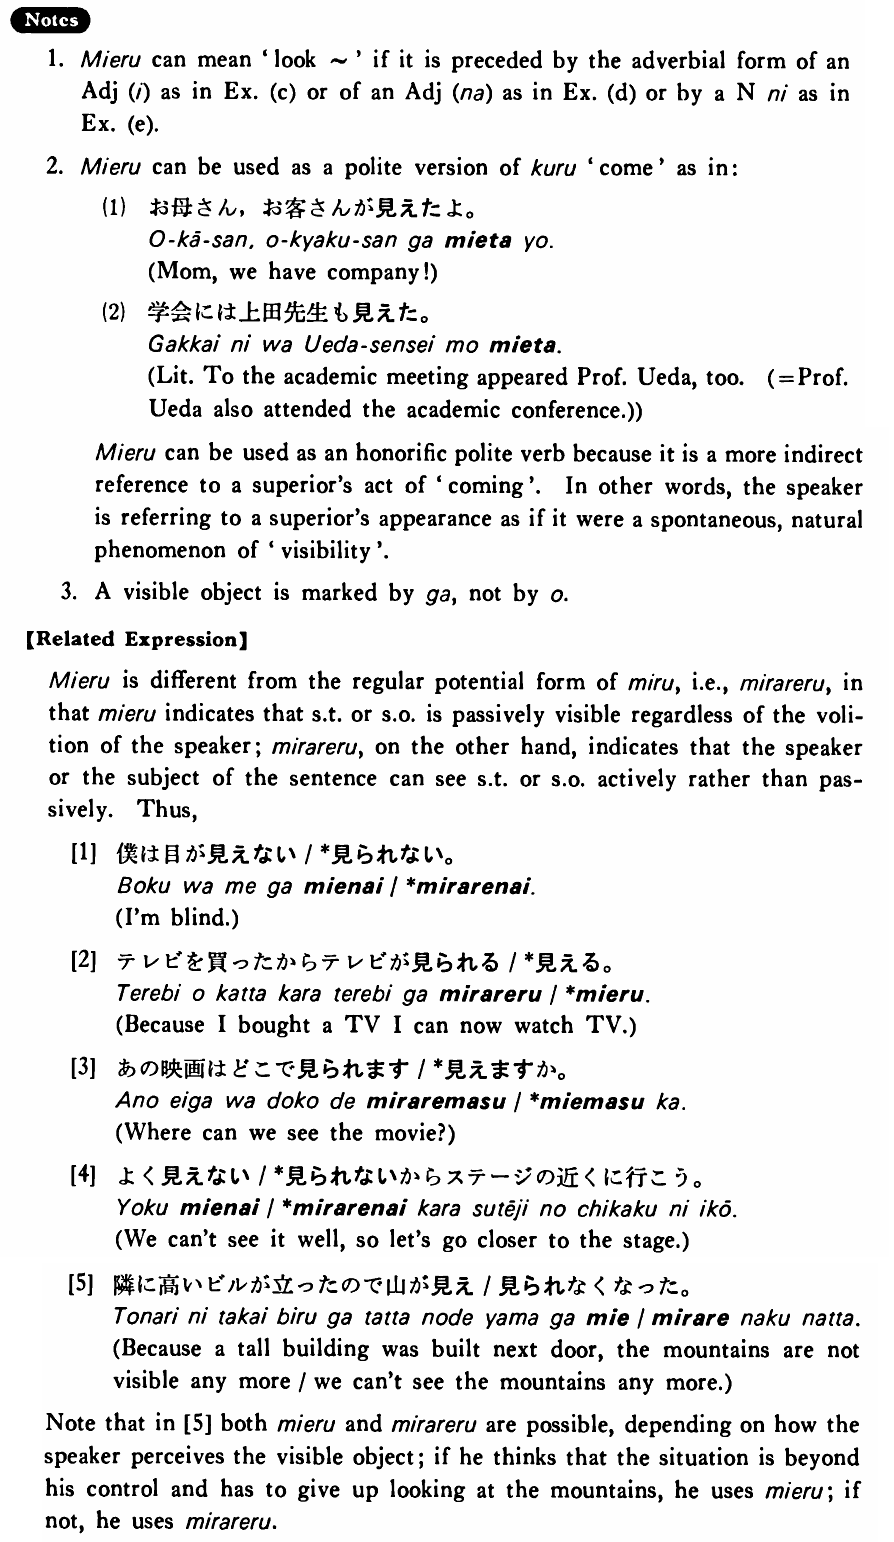 Notes
1. Mieru can mean ‘look ~’ if it is preceded by the adverbial form of an
Adj (i) as in Ex. (c) or of an Adj (na) as in Ex. (d) or by a N ni as in
Ex. (e).
2. Mieru can be used as a polite version of kuru ‘come’ as in:
(1) お母さん，お客さんが見えたよ。
O-kā-san, o-kyaku-san ga mieta yo.
(Mom, we have company!)
(2) 学会には上田先生も見えた。
Gakkai ni wa Ueda-sensei mo mieta.
(Lit. To the academic meeting appeared Prof. Ueda, too. (=Prof.
Ueda also attended the academic conference.))
Mieru can be used as an honorific polite verb because it is a more indirect
reference to a superior’s act of ‘coming’. In other words, the speaker
is referring to a superior’s appearance as if it were a spontaneous, natural
phenomenon of ‘visibility’.
3. A visible object is marked by ga, not by o.
【Related Expression】
Mieru is different from the regular potential form of miru, i.e., mirareru, in
that mieru indicates that s.t. or s.o. is passively visible regardless of the voli-
tion of the speaker; mirareru, on the other hand, indicates that the speaker
or the subject of the sentence can see s.t. or s.o. actively rather than pas-
sively. Thus,
[1] 僕は目が見えない / *見られない。
Boku wa me ga mienai / *mirarenai.
(I’m blind.)
[2] テレビを買ったからテレビが見られる / *見える。
Terebi o katta kara terebi ga mirareru / *mieru.
(Because I bought a TV I can now watch TV.)
[3] あの映画はどこで見られます / *見えますか。
Ano eiga wa doko de miraremasu / *miemasu ka.
(Where can we see the movie?)
[4] よく見えない / *見られないからステージの近くに行こう。
Yoku mienai / *mirarenai kara sutēji no chikaku ni ikō.
(We can’t see it well, so let’s go closer to the stage.)
[5] 隣に高いビルが立ったので山が見え / 見られなくなった。
Tonari ni takai biru ga tatta node yama ga mie / mirare naku natta.
(Because a tall building was built next door, the mountains are not
visible any more / we can’t see the mountains any more.)
Note that in [5] both mieru and mirareru are possible, depending on how the
speaker perceives the visible object; if he thinks that the situation is beyond
his control and has to give up looking at the mountains, he uses mieru; if
not, he uses mirareru.